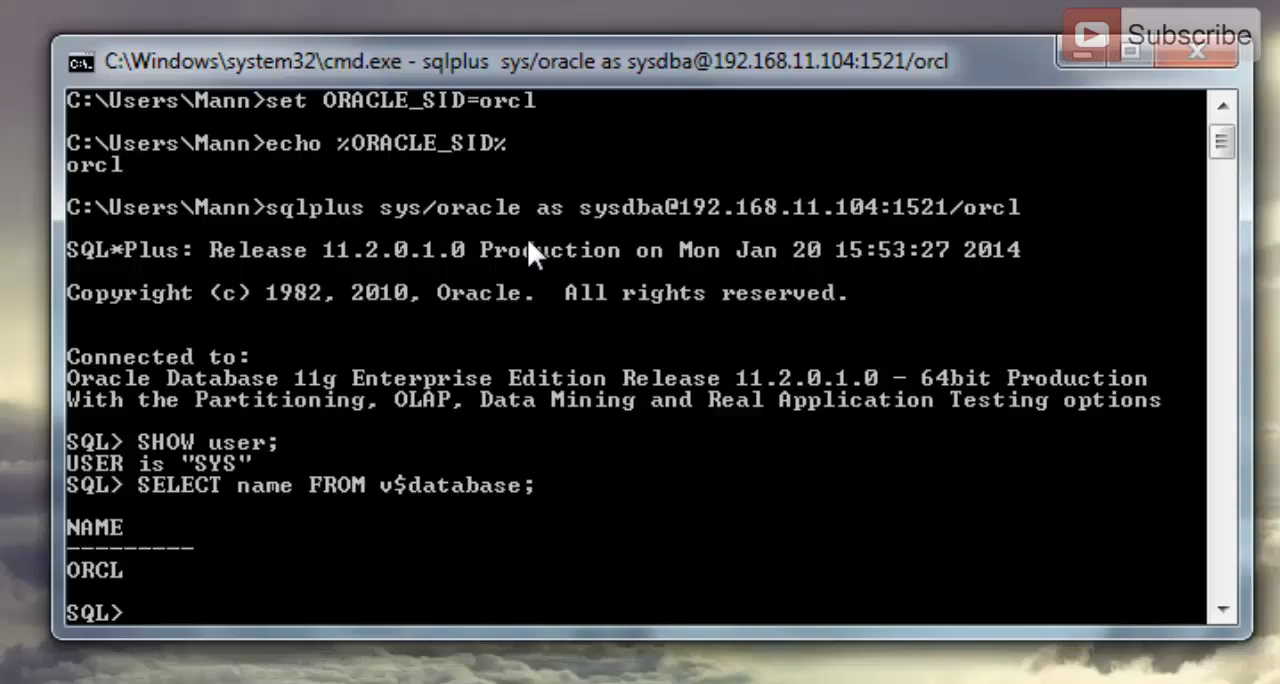 Subscribe
C:\Windows\system32\cmd.exe - sqlplus  sys/oracle as sysdba@192.168.11.104:1521/orcl
C:\Users\Mann>set ORACLE_SID=orcl
C:\Users\Mann>echo %ORACLE_SID%
orcl
C:\Users\Mann>sqlplus sys/oracle as sysdba@192.168.11.104:1521/orcl
SQL*Plus: Release 11.2.0.1.0 Production on Mon Jan 20 15:53:27 2014
Copyright (c) 1982, 2010, Oracle.  All rights reserved.
Connected to:
Oracle Database 11g Enterprise Edition Release 11.2.0.1.0 - 64bit Production
With the Partitioning, OLAP, Data Mining and Real Application Testing options
SQL> SHOW user;
USER is "SYS"
SQL> SELECT name FROM v$database;
NAME
---------
ORCL
SQL>